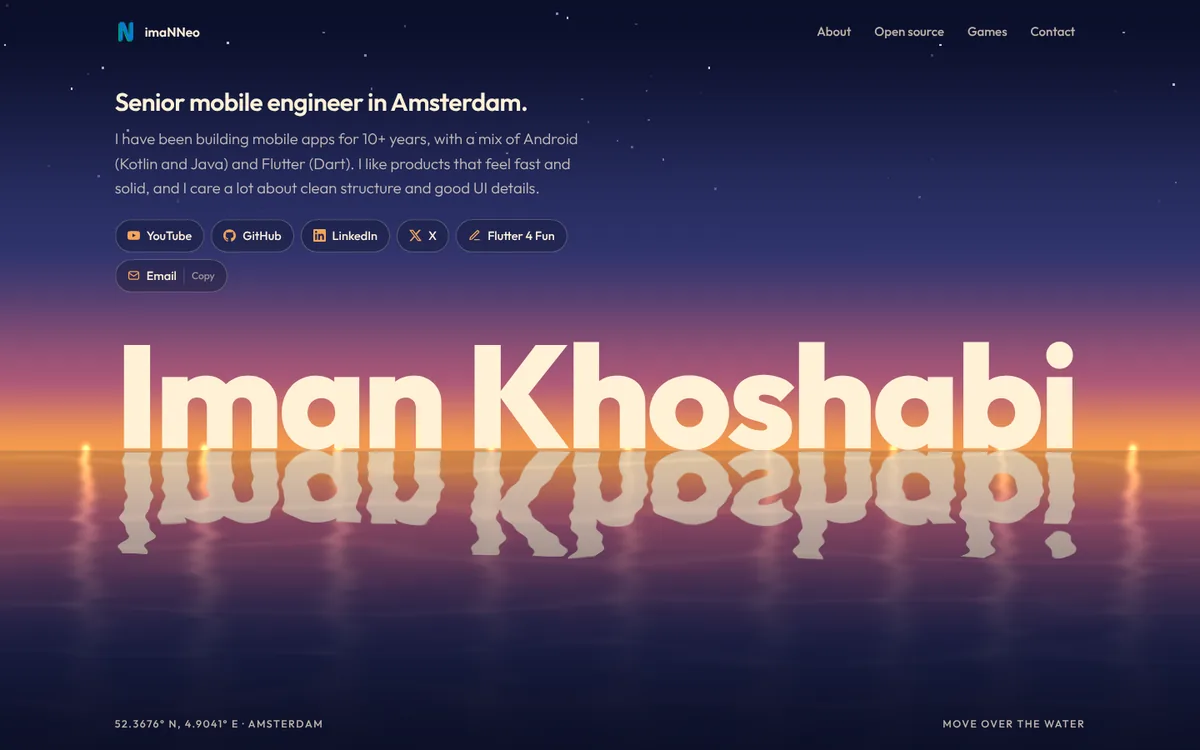 imaNNeo
About
Open source
Games
Contact
Senior mobile engineer in Amsterdam.
I have been building mobile apps for 10+ years, with a mix of Android
(Kotlin and Java) and Flutter (Dart). I like products that feel fast and
solid, and I care a lot about clean structure and good UI details.
YouTube
GitHub
LinkedIn
X
Flutter 4 Fun
Email
Copy
Iman Khoshabi
52.3676° N, 4.9041° E · AMSTERDAM
MOVE OVER THE WATER